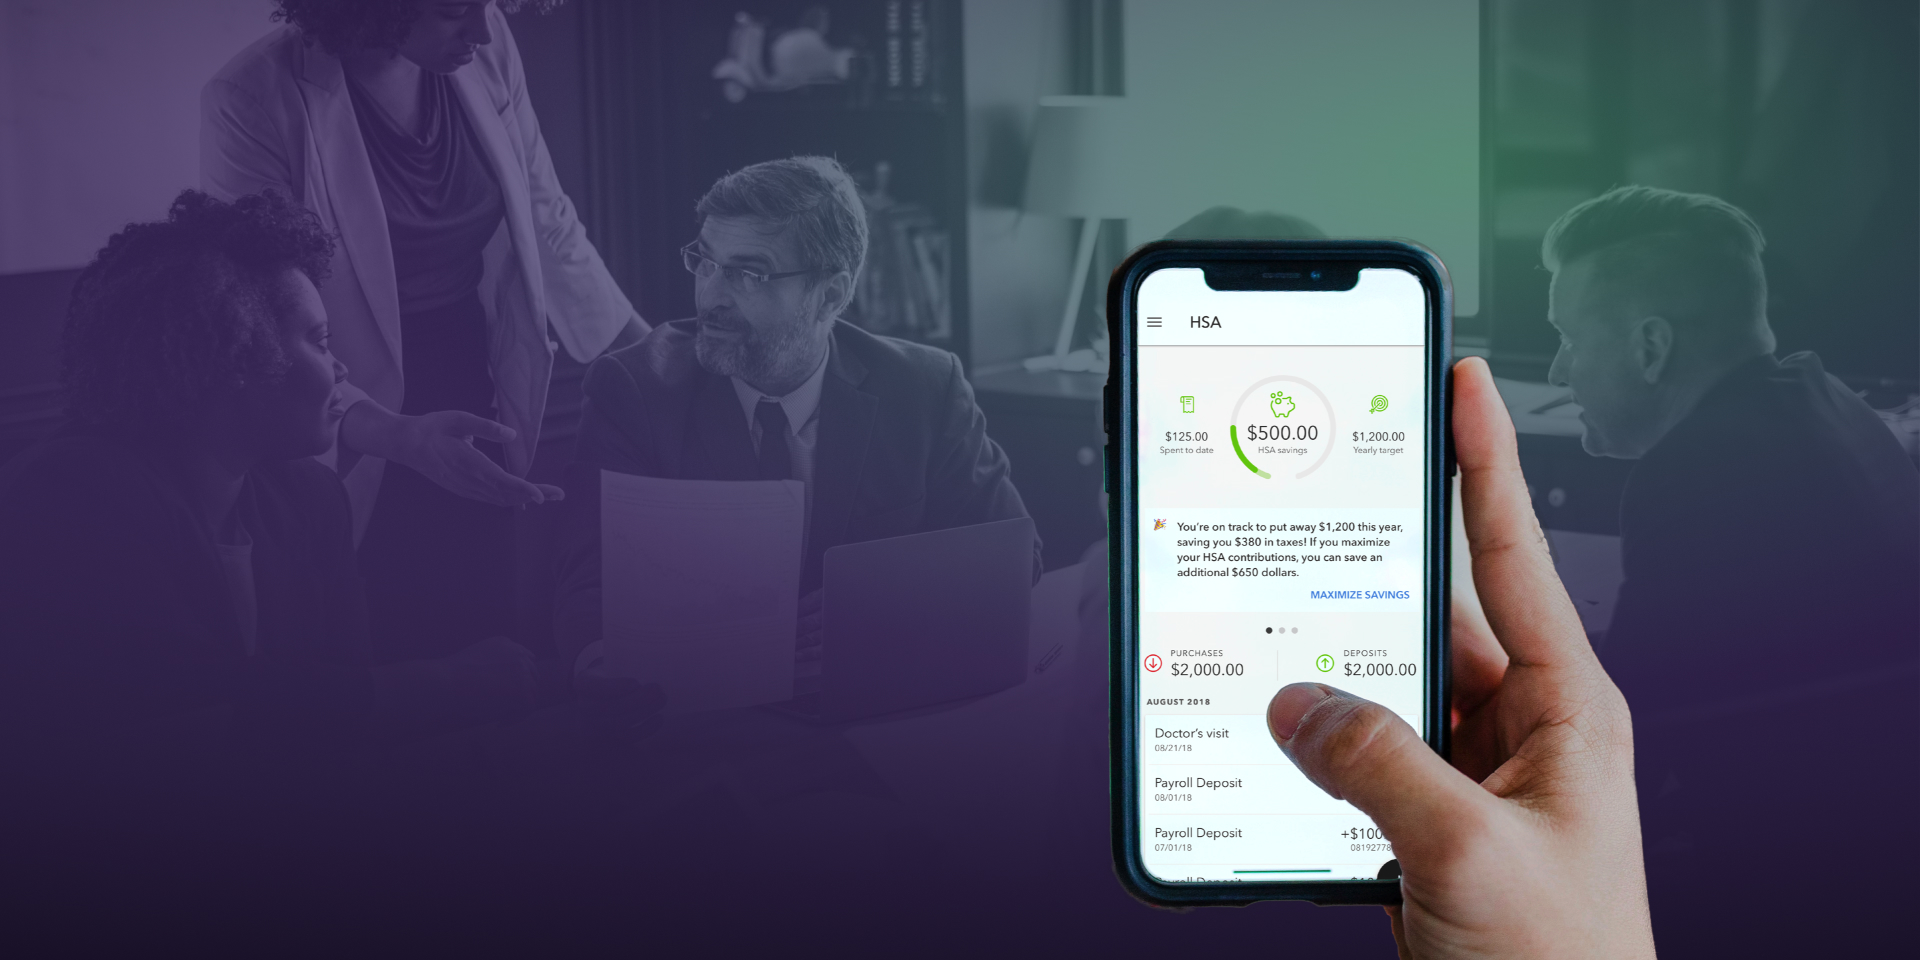 HSA
$500.00
HSA savings
$125.00
Spent to date
$1,200.00
Yearly target
You're on track to put away $1,200 this year,
saving you $380 in taxes! If you maximize
your HSA contributions, you can save an
additional $650 dollars.
MAXIMIZE SAVINGS
PURCHASES
$2,000.00
DEPOSITS
$2,000.00
AUGUST 2018
Doctor's visit
08/21/18
Payroll Deposit
08/01/18
Payroll Deposit
+$100
07/01/18
08192778